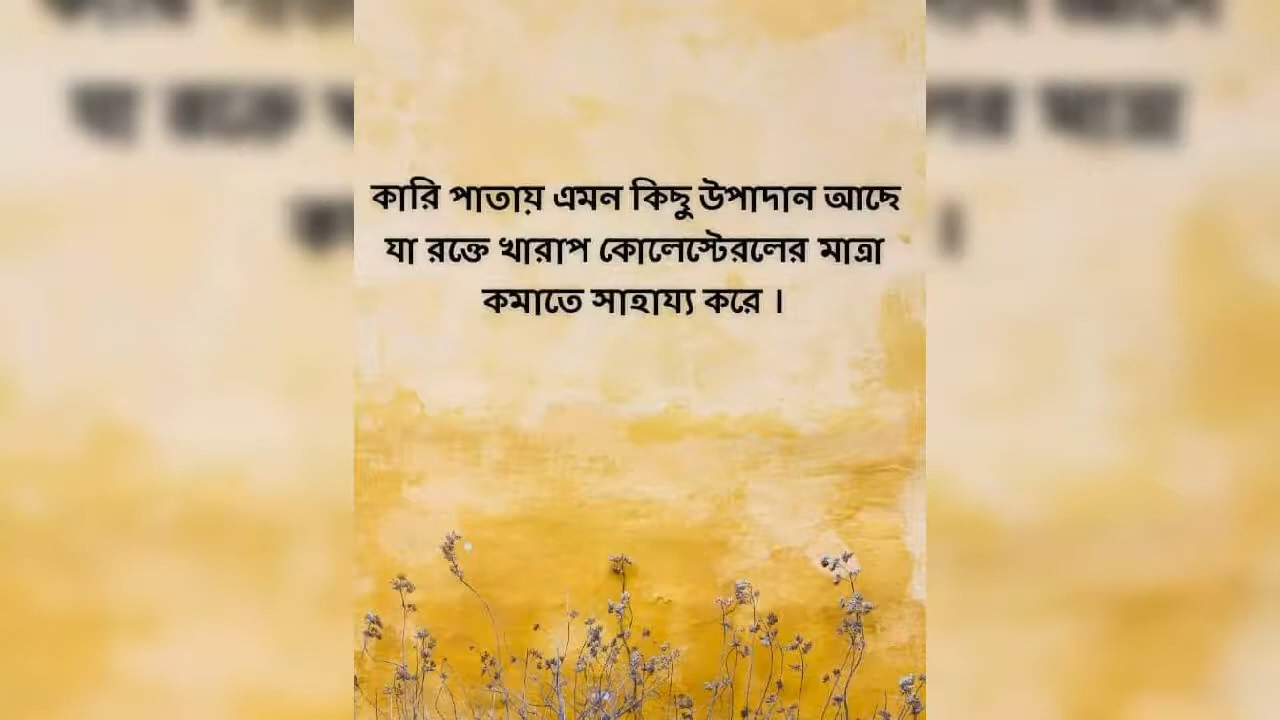 কারি পাতায় এমন কিছু উপাদান আছে
যা রক্তে খারাপ কোলেস্টেরলের মাত্রা
কমাতে সাহায্য করে ।